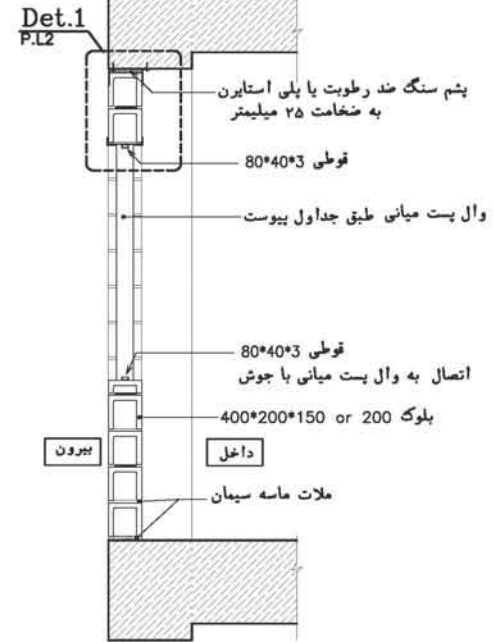 Det.1
P.L2
پشم سنگ ضد رطوبت یا پلی استایرن
به ضخامت ۲۵ میلیمتر
قوطی 80*40*3
وال پست میانی طبق جداول پیوست
قوطی 80*40*3
اتصال به وال پست میانی با جوش
بلوک 400*200*150 or 200
بیرون
داخل
ملات ماسه سیمان